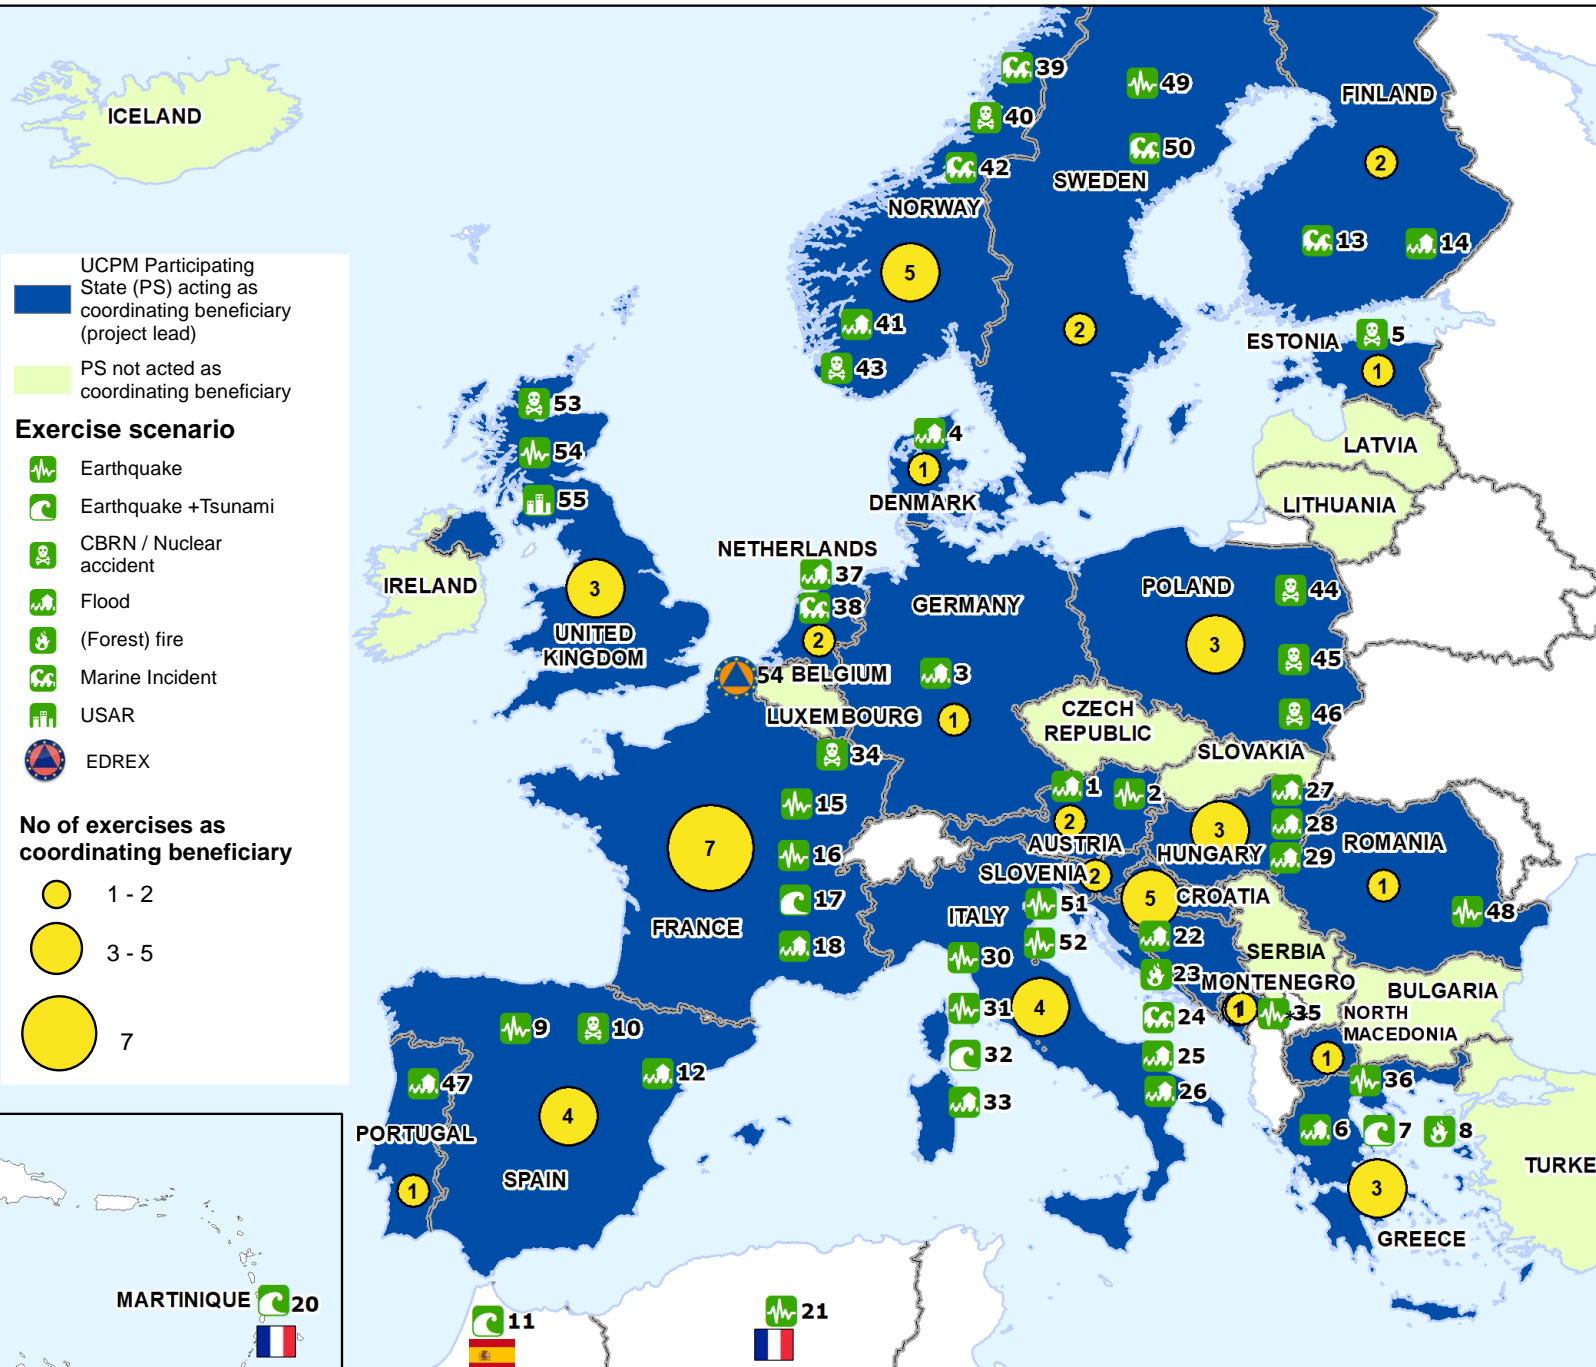 ICELAND
39
49
FINLAND
40
50
42
SWEDEN
2
NORWAY
13
14
5
2
41
43
ESTONIA
5
1
UCPM Participating
State (PS) acting as
coordinating beneficiary
(project lead)
PS not acted as
coordinating beneficiary
Exercise scenario
Earthquake
Earthquake +Tsunami
CBRN / Nuclear
accident
Flood
(Forest) fire
Marine Incident
USAR
EDREX
No of exercises as
coordinating beneficiary
1 - 2
3 - 5
7
53
54
55
4
1
DENMARK
LATVIA
LITHUANIA
IRELAND
3
UNITED
KINGDOM
NETHERLANDS
37
38
2
GERMANY
POLAND
44
3
45
46
54 BELGIUM
3
LUXEMBOURG
1
CZECH
REPUBLIC
SLOVAKIA
34
15
7
16
17
18
FRANCE
1
2
2
AUSTRIA
27
3
28
HUNGARY
29
ROMANIA
1
48
SLOVENIA
2
5
CROATIA
ITALY
51
52
30
31
4
32
33
22
23
24
25
26
SERBIA
MONTENEGRO
1
35
BULGARIA
NORTH
MACEDONIA
1
36
9
10
12
47
4
PORTUGAL
1
SPAIN
6
7
8
3
GREECE
TURKE
MARTINIQUE
20
11
21